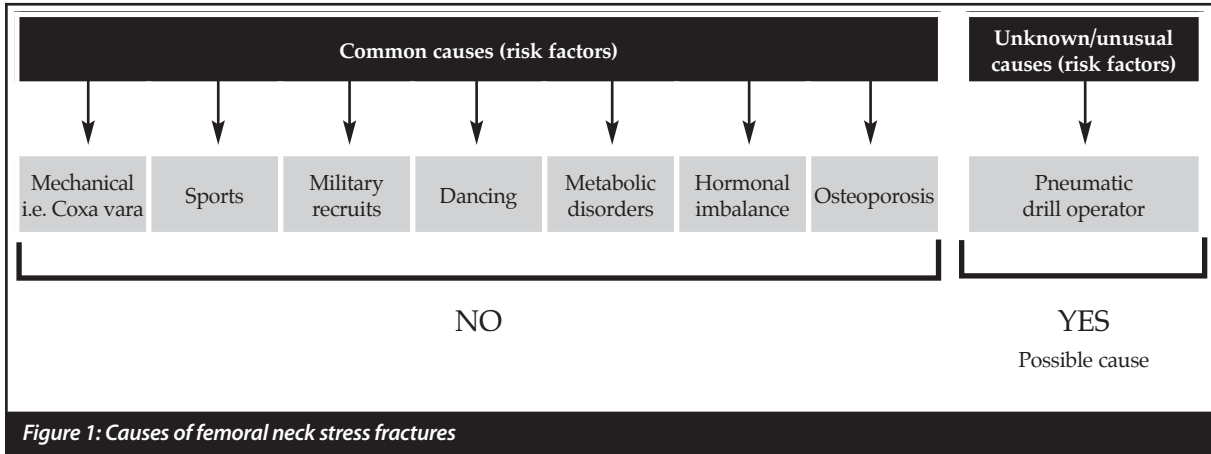 Common causes (risk factors)
Unknown/unusual
causes (risk factors)
Mechanical
i.e. Coxa vara
Sports
Military
recruits
Dancing
Metabolic
disorders
Hormonal
imbalance
Osteoporosis
Pneumatic
drill operator
NO
YES
Possible cause
Figure 1: Causes of femoral neck stress fractures